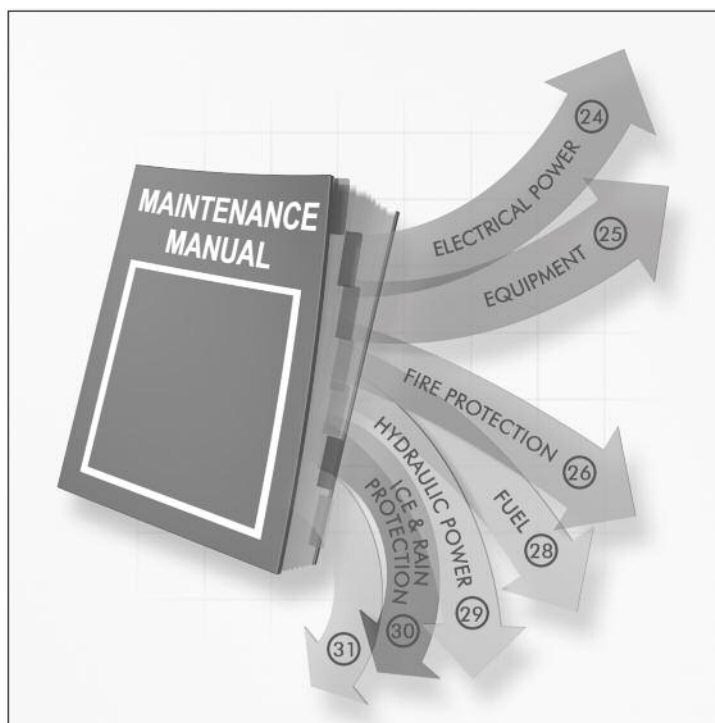 MAINTENANCE
MANUAL
ELECTRICAL POWER 24
EQUIPMENT 25
FIRE PROTECTION 26
FUEL 28
HYDRAULIC POWER 29
ICE & RAIN
PROTECTION 30
31